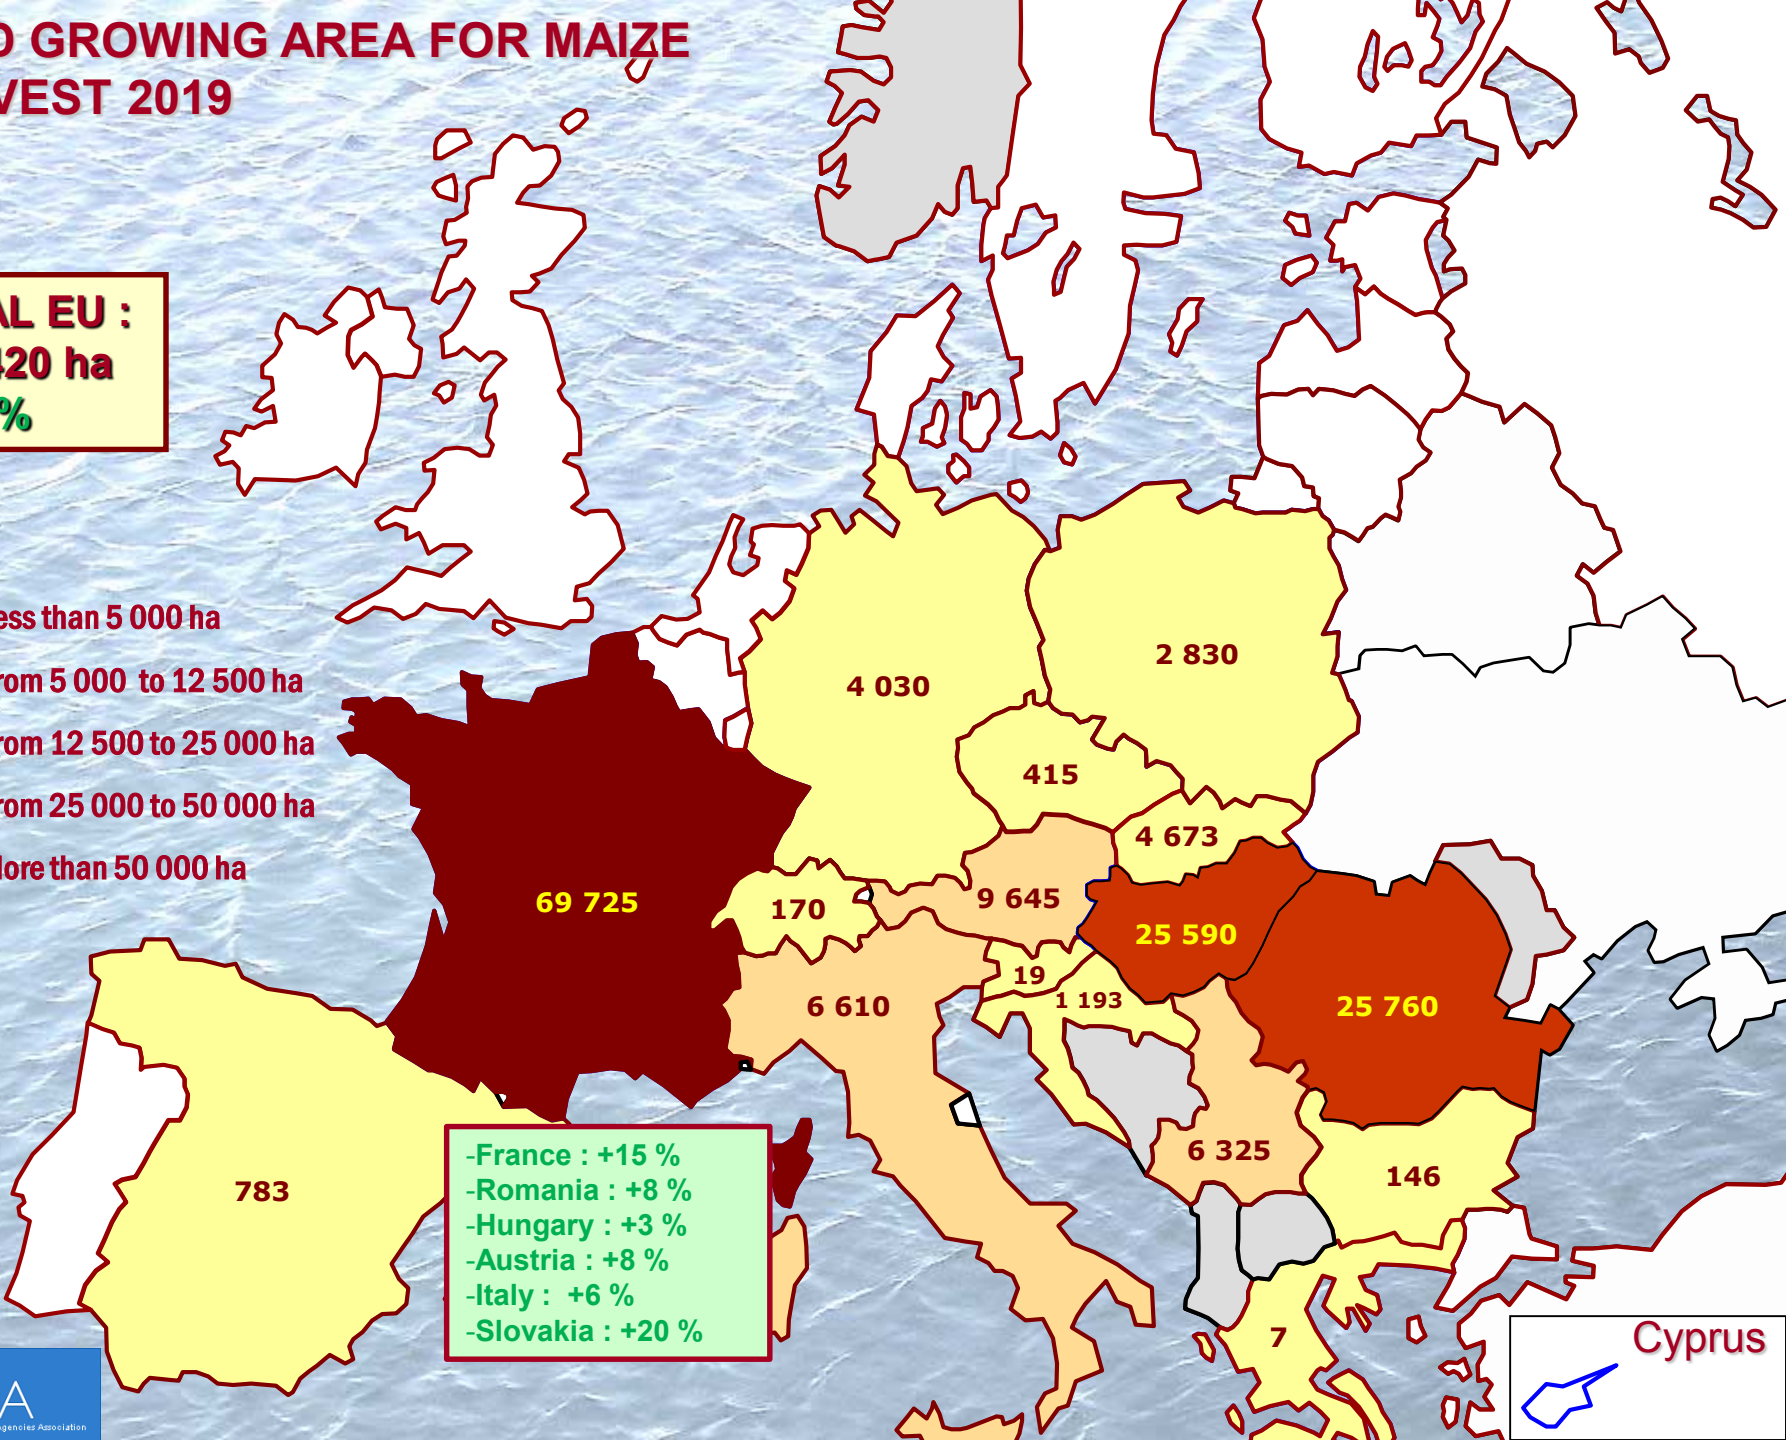 GROWING AREA FOR MAIZE
VEST 2019
AL EU :
420 ha
%
ess than 5 000 ha
rom 5 000 to 12 500 ha
rom 12 500 to 25 000 ha
rom 25 000 to 50 000 ha
ore than 50 000 ha
2 830
4 030
415
4 673
69 725
170
9 645
25 590
19
1 193
6 610
25 760
6 325
146
783
7
-France : +15 %
-Romania : +8 %
-Hungary : +3 %
-Austria : +8 %
-Italy : +6 %
-Slovakia : +20 %
Cyprus
A
gencies Association